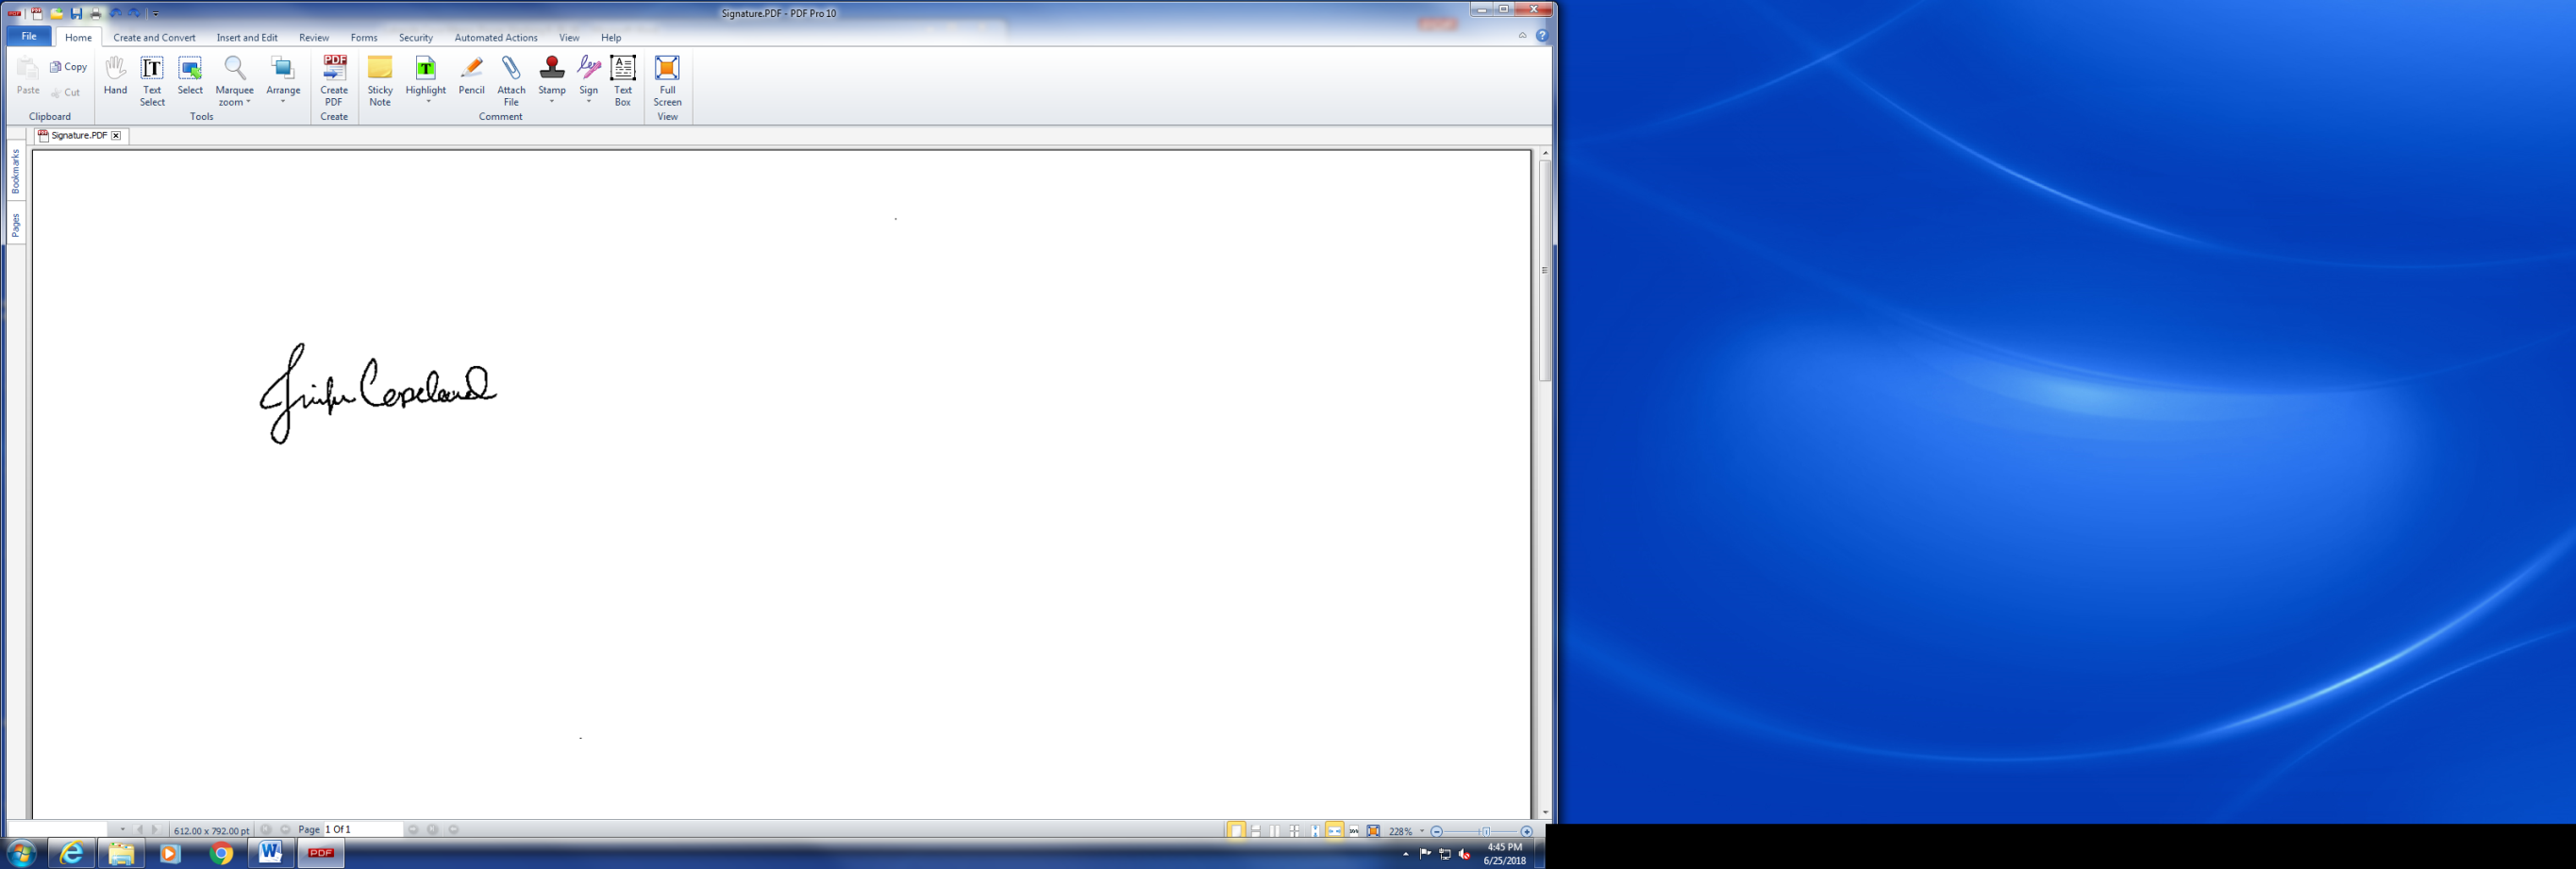 Signature.PDF - PDF Pro 10
File Home Create and Convert Insert and Edit Review Forms Security Automated Actions View Help
Paste Copy Cut Hand Text Select Select Marquee zoom Arrange Create PDF Sticky Note Highlight Pencil Attach File Stamp Sign Text Box Full Screen
Clipboard Tools Create Comment View
Signature.PDF
Bookmarks
Pages
Copeland
612.00 x 792.00 pt Page 1 Of 1 228%
PDF 4:45 PM
6/25/2018